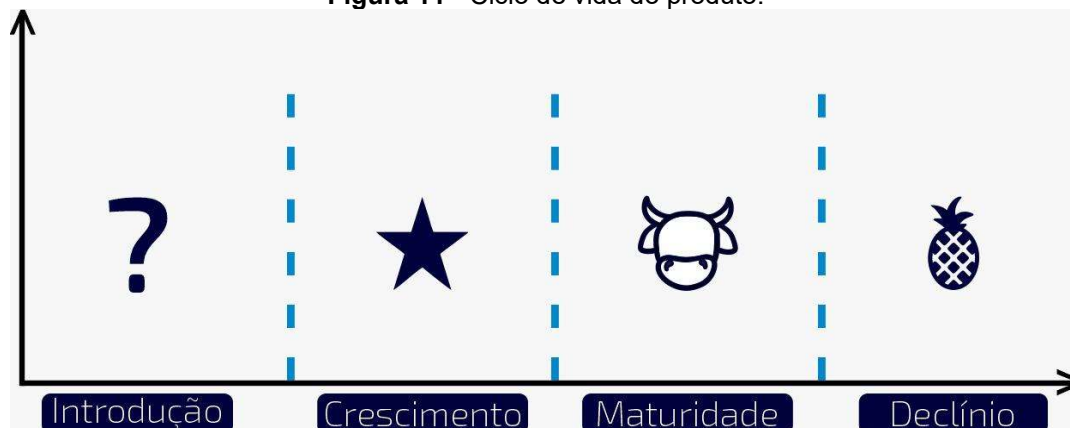 Figura 11 - Ciclo de vida do produto.
?
Introdução
Crescimento
Maturidade
Declínio